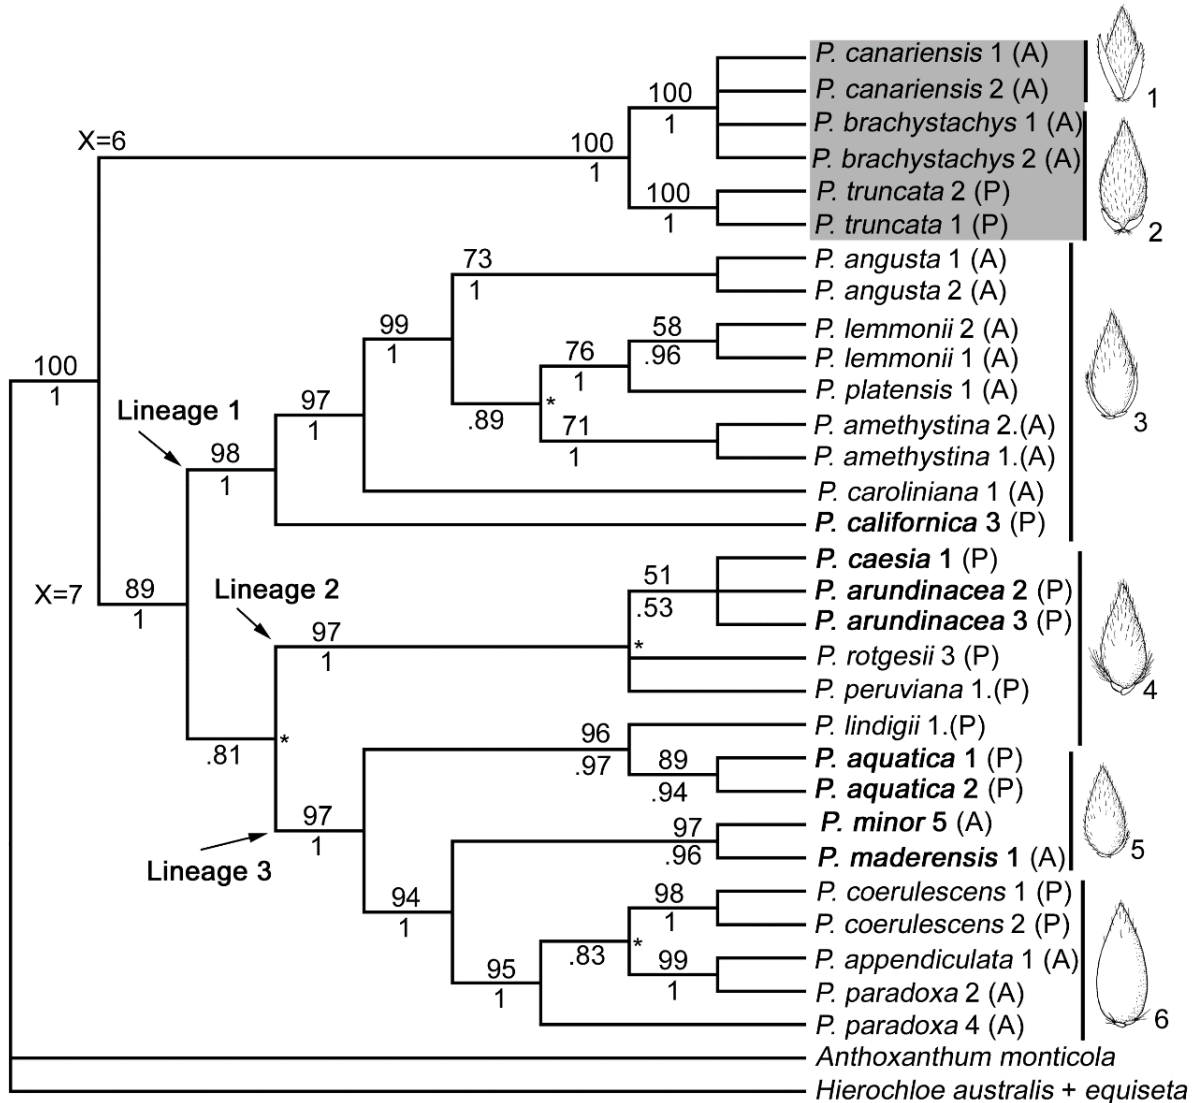 P. canariensis 1 (A)
1
100
P. canariensis 2 (A)
1
P. brachystachys 1 (A)
X=6
100
1
P. brachystachys 2 (A)
100
P. truncata 2 (P)
1
P. truncata 1 (P)
2
73
P. angusta 1 (A)
1
P. angusta 2 (A)
99
58
P. lemmonii 2 (A)
1
76
.96
P. lemmonii 1 (A)
100
1
P. platensis 1 (A)
1
97
*
3
Lineage 1
1
.89
71
P. amethystina 2.(A)
98
1
P. amethystina 1.(A)
1
P. caroliniana 1 (A)
P. californica 3 (P)
P. caesia 1 (P)
X=7
89
Lineage 2
51
P. arundinacea 2 (P)
1
.53
97
P. arundinacea 3 (P)
1
*
P. rotgesii 3 (P)
P. peruviana 1.(P)
4
P. lindigii 1.(P)
.81
*
96
.97
89
P. aquatica 1 (P)
.94
P. aquatica 2 (P)
97
97
P. minor 5 (A)
1
.96
P. maderensis 1 (A)
5
Lineage 3
94
98
P. coerulescens 1 (P)
1
1
P. coerulescens 2 (P)
*
.83
95
99
P. appendiculata 1 (A)
1
1
P. paradoxa 2 (A)
P. paradoxa 4 (A)
6
Anthoxanthum monticola
Hierochloe australis + equiseta